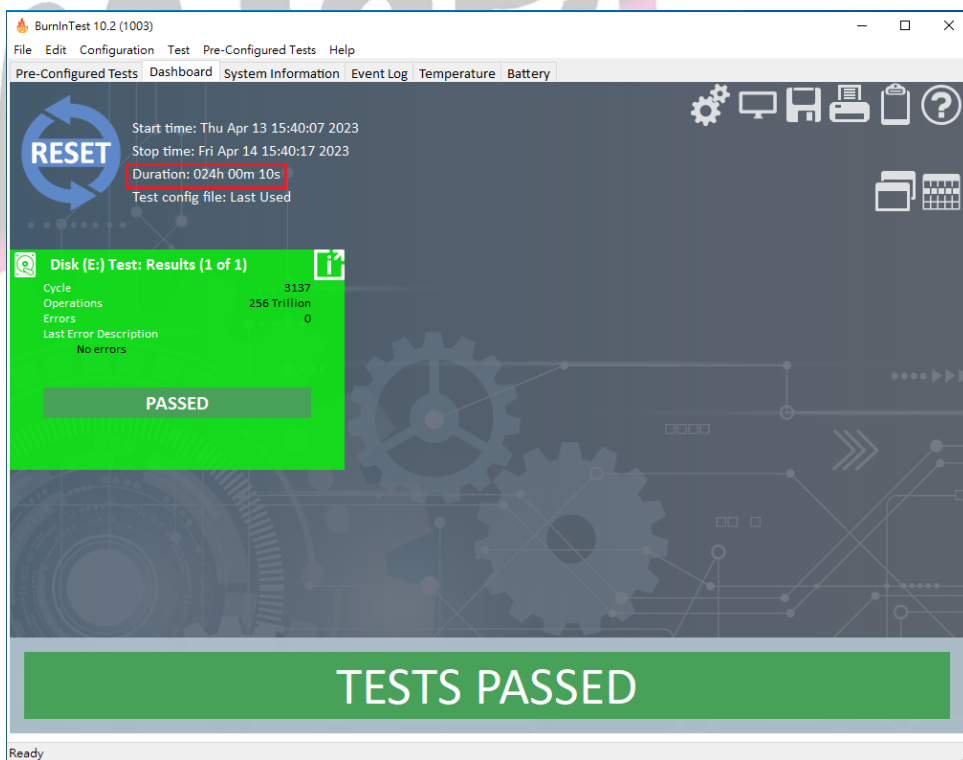 BurnInTest 10.2 (1003)
File Edit Configuration Test Pre-Configured Tests Help
Pre-Configured Tests Dashboard System Information Event Log Temperature Battery
RESET
Start time: Thu Apr 13 15:40:07 2023
Stop time: Fri Apr 14 15:40:17 2023
Duration: 024h 00m 10s
Test config file: Last Used
Disk (E:) Test: Results (1 of 1)
Cycle 3137
Operations 256 Trillion
Errors 0
Last Error Description
No errors
PASSED
TESTS PASSED
Ready